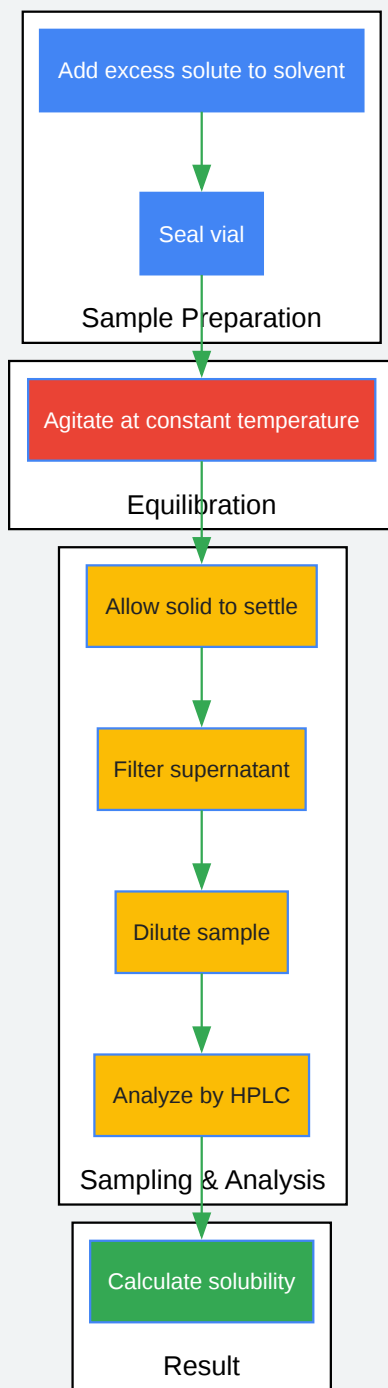 Add excess solute to solvent
Seal vial
Sample Preparation
Agitate at constant temperature
Equilibration
Allow solid to settle
Filter supernatant
Dilute sample
Analyze by HPLC
Sampling & Analysis
Calculate solubility
Result